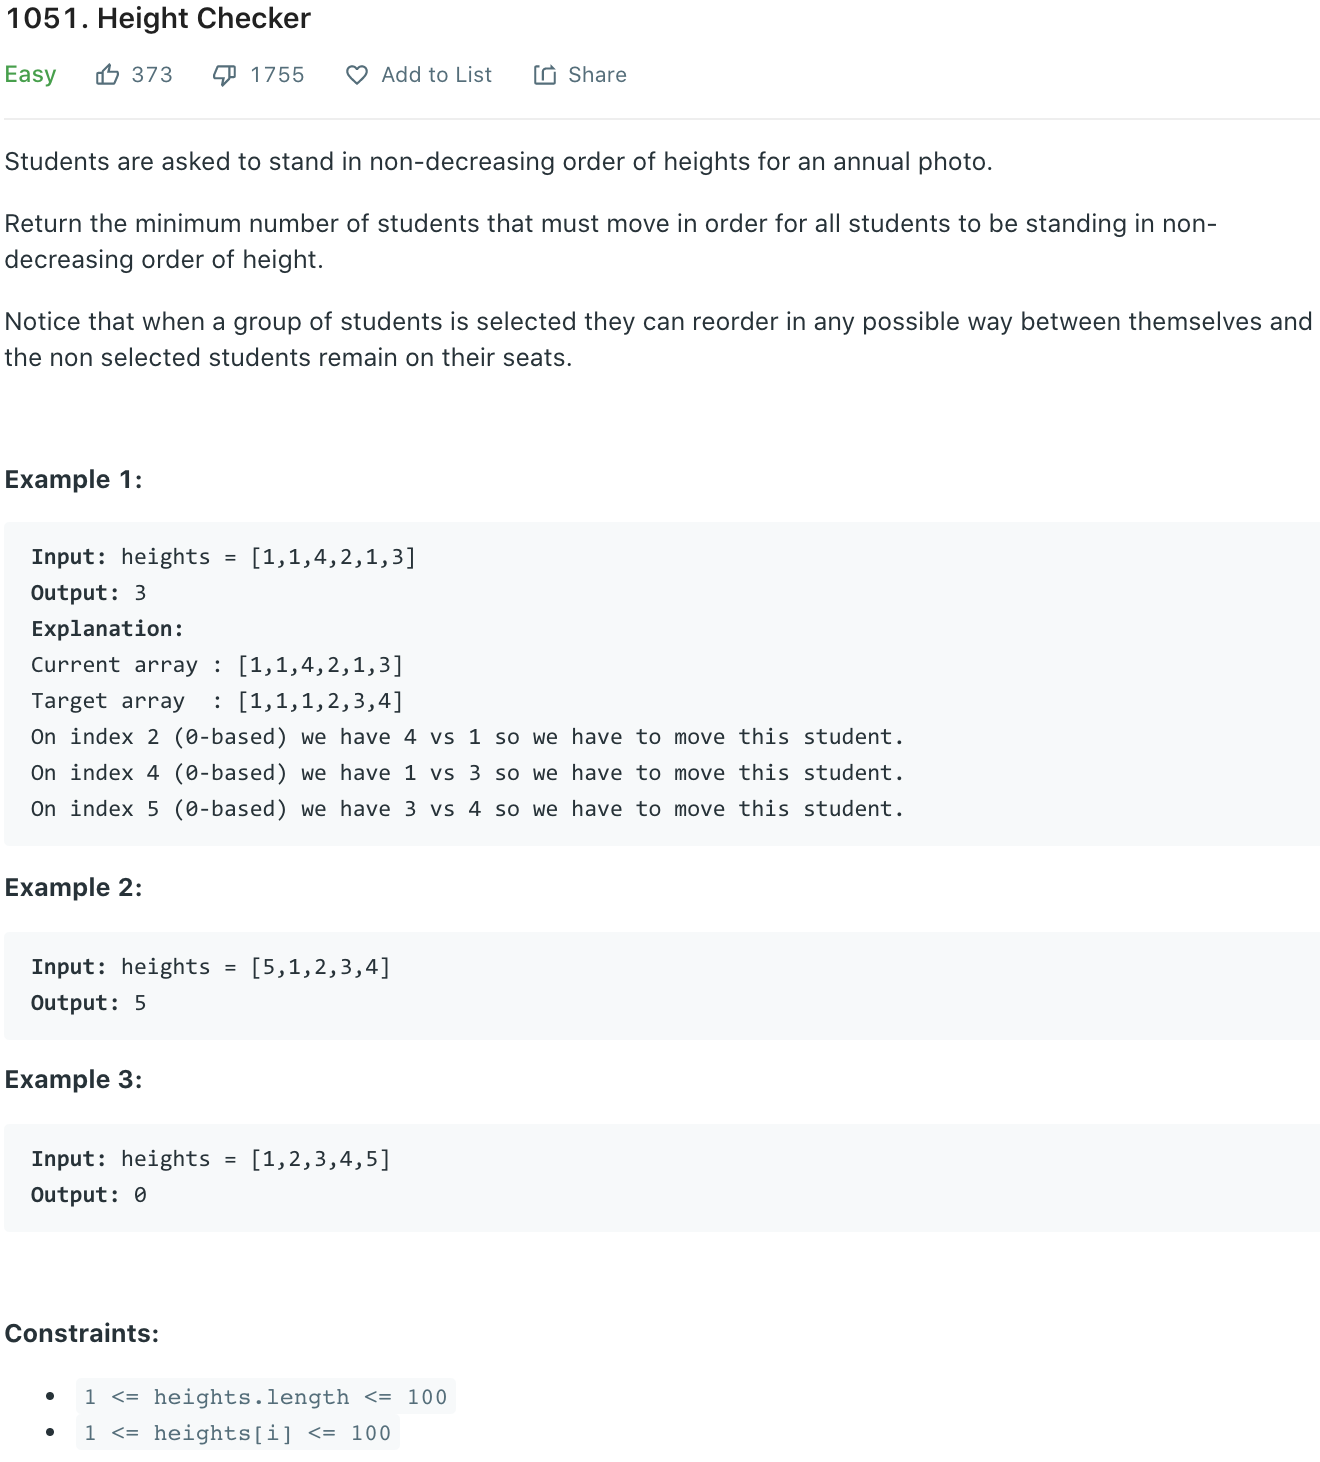 1051. Height Checker
Easy 373 1755 Add to List Share
Students are asked to stand in non-decreasing order of heights for an annual photo.
Return the minimum number of students that must move in order for all students to be standing in non-
decreasing order of height.
Notice that when a group of students is selected they can reorder in any possible way between themselves and
the non selected students remain on their seats.
Example 1:
Input: heights = [1,1,4,2,1,3]
Output: 3
Explanation:
Current array : [1,1,4,2,1,3]
Target array  : [1,1,1,2,3,4]
On index 2 (0-based) we have 4 vs 1 so we have to move this student.
On index 4 (0-based) we have 1 vs 3 so we have to move this student.
On index 5 (0-based) we have 3 vs 4 so we have to move this student.
Example 2:
Input: heights = [5,1,2,3,4]
Output: 5
Example 3:
Input: heights = [1,2,3,4,5]
Output: 0
Constraints:
• 1 <= heights.length <= 100
• 1 <= heights[i] <= 100